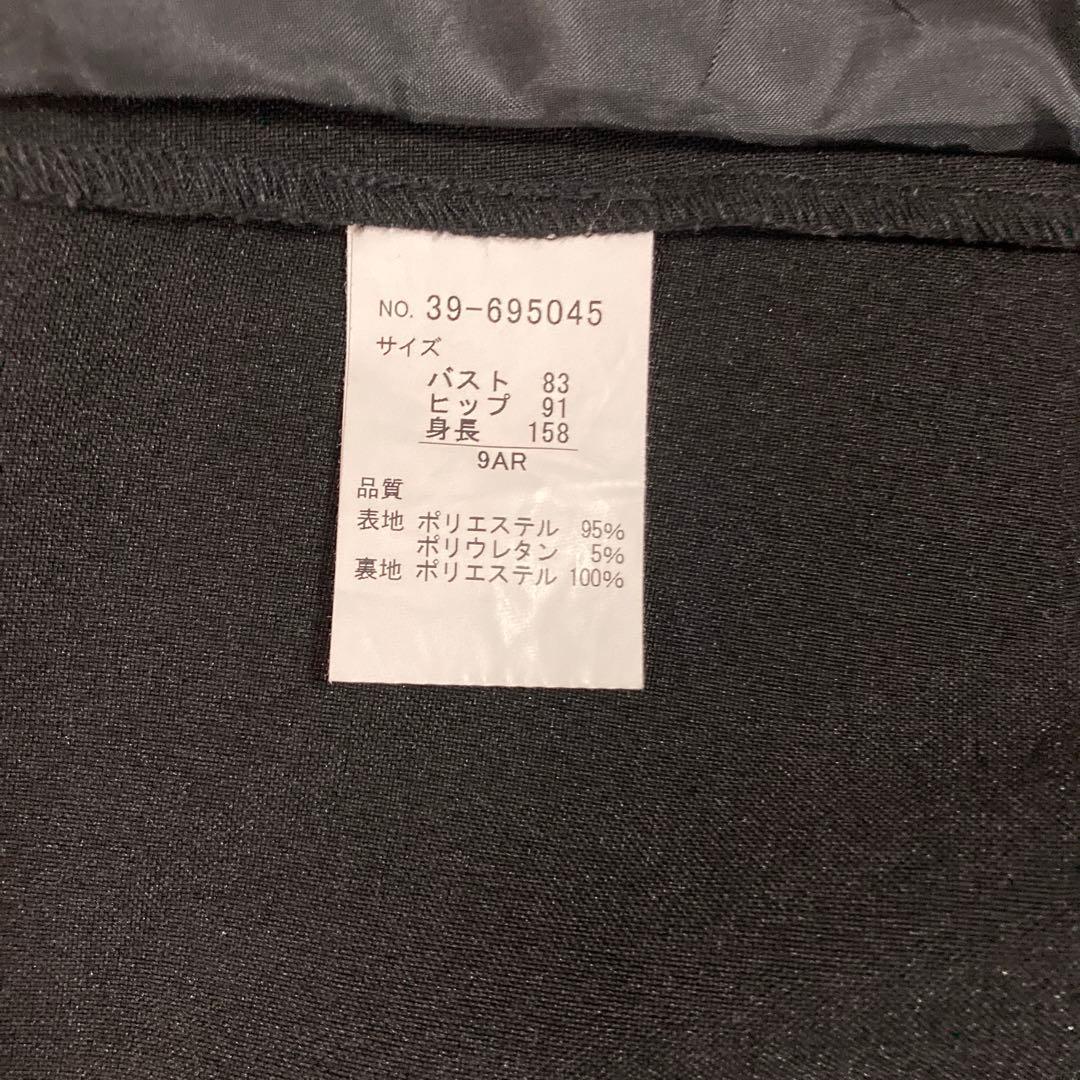 NO. 39-695045
サイズ
バスト 83
ヒップ 91
身長 158
9AR
品質
表地 ポリエステル 95%
ポリウレタン 5%
裏地 ポリエステル 100%